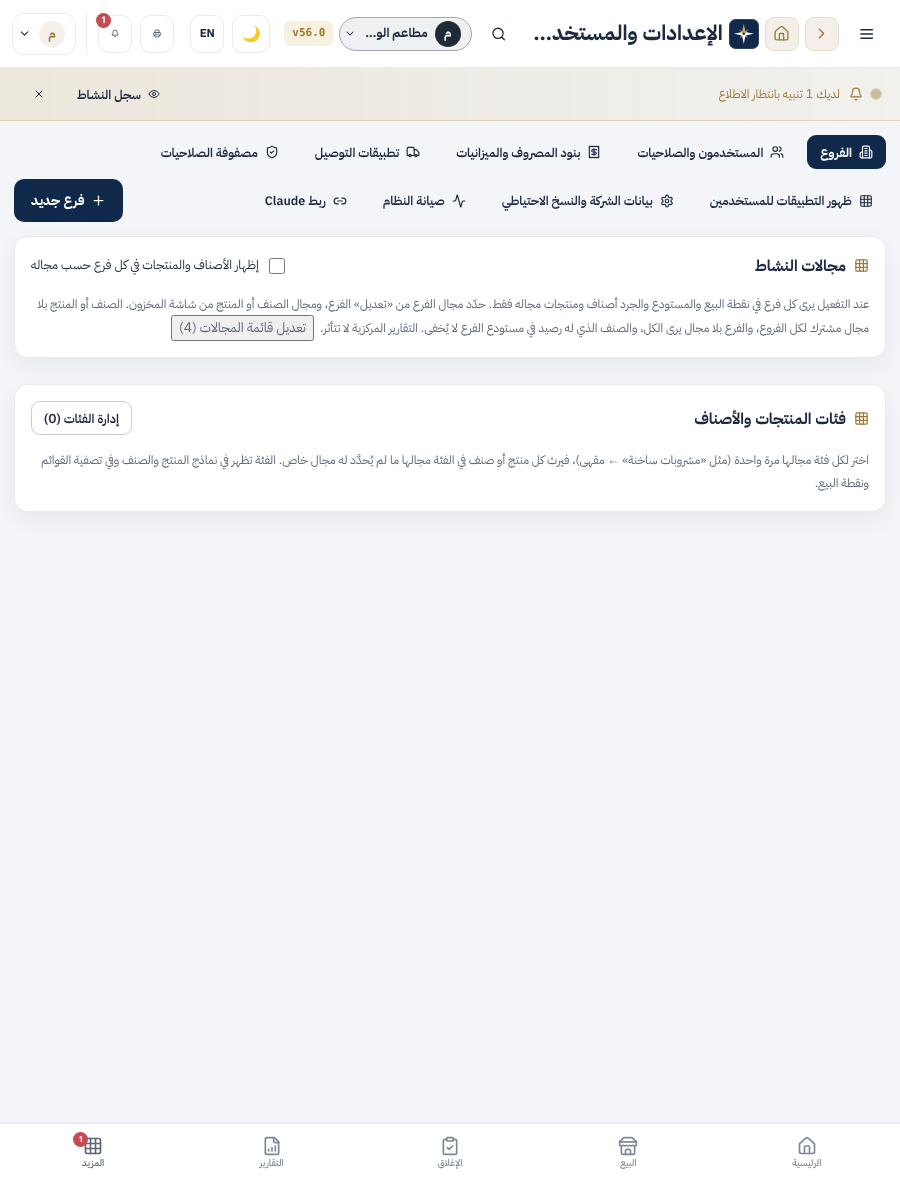 الإعدادات والمستخد...
م مطاعم الو...
v56.0
EN
1
م
لديك 1 تنبيه بانتظار الاطلاع
سجل النشاط
الفروع
المستخدمون والصلاحيات
بنود المصروف والميزانيات
تطبيقات التوصيل
مصفوفة الصلاحيات
ظهور التطبيقات للمستخدمين
بيانات الشركة والنسخ الاحتياطي
صيانة النظام
ربط Claude
فرع جديد
مجالات النشاط
إظهار الأصناف والمنتجات في كل فرع حسب مجاله
عند التفعيل يرى كل فرع في نقطة البيع والمستودع والجرد أصناف ومنتجات مجاله فقط. حدّد مجال الفرع من «تعديل» الفرع، ومجال الصنف أو المنتج من شاشة المخزون. الصنف أو المنتج بلا
مجال مشترك لكل الفروع، والفرع بلا مجال يرى الكل، والصنف الذي له رصيد في مستودع الفرع لا يُخفى. التقارير المركزية لا تتأثر. تعديل قائمة المجالات (4)
فئات المنتجات والأصناف
إدارة الفئات (0)
اختر لكل فئة مجالها مرة واحدة (مثل «مشروبات ساخنة» ← مقهى)، فيرث كل منتج أو صنف في الفئة مجالها ما لم يُحدَّد له مجال خاص. الفئة تظهر في نماذج المنتج والصنف وفي تصفية القوائم
ونقطة البيع.
الرئيسية
البيع
الإغلاق
التقارير
1
المزيد